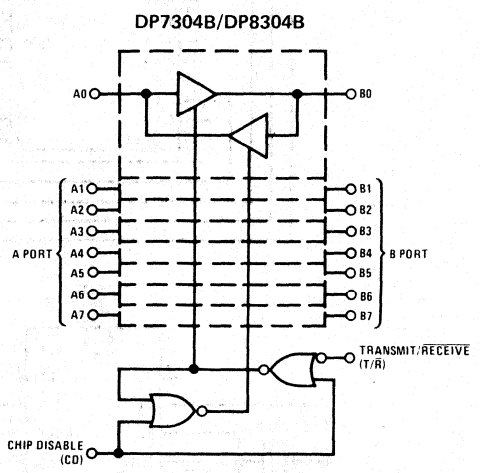 DP7304B/DP8304B
A0
B0
A1
B1
A2
B2
A3
B3
A PORT
A4
B4
B PORT
A5
B5
A6
B6
A7
B7
TRANSMIT/RECEIVE
(T/R)
CHIP DISABLE
(CD)